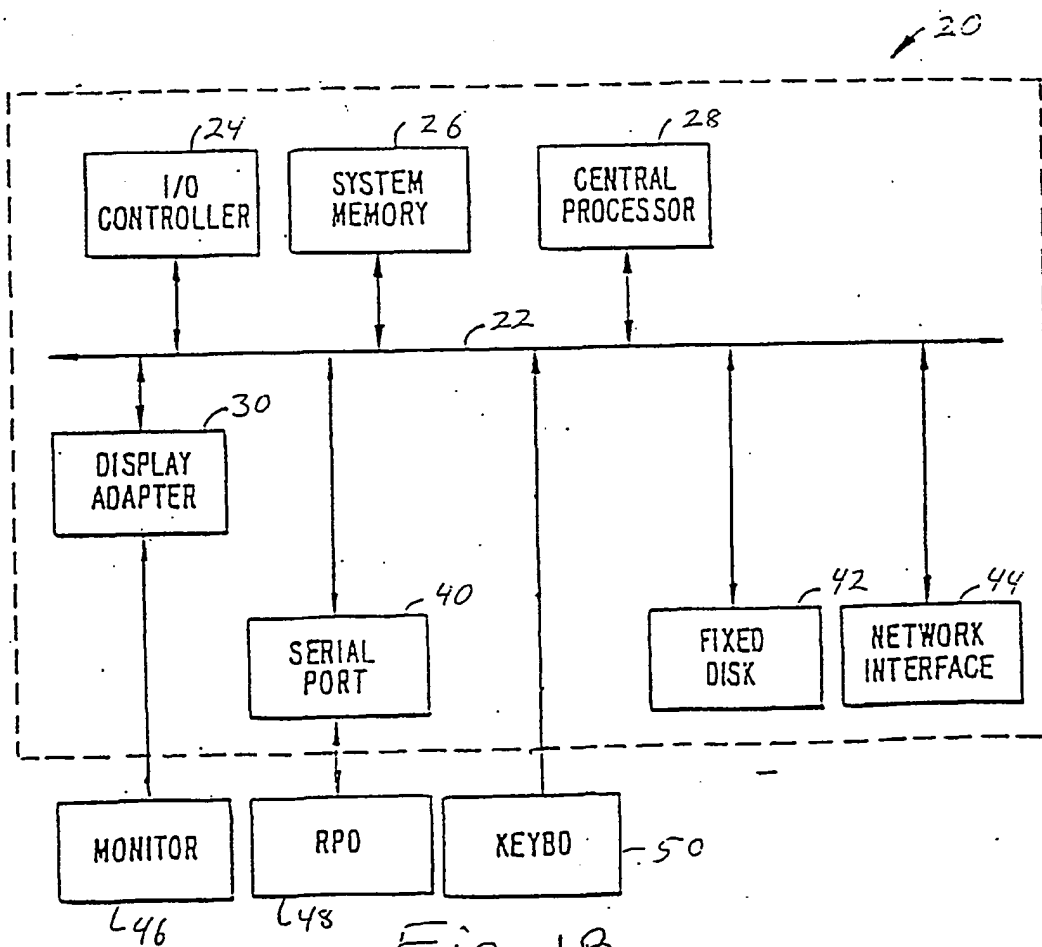 20
24
26
28
I/O
CONTROLLER
SYSTEM
MEMORY
CENTRAL
PROCESSOR
22
30
DISPLAY
ADAPTER
40
SERIAL
PORT
42
FIXED
DISK
44
NETWORK
INTERFACE
MONITOR
RPD
KEYBD
50
46
48